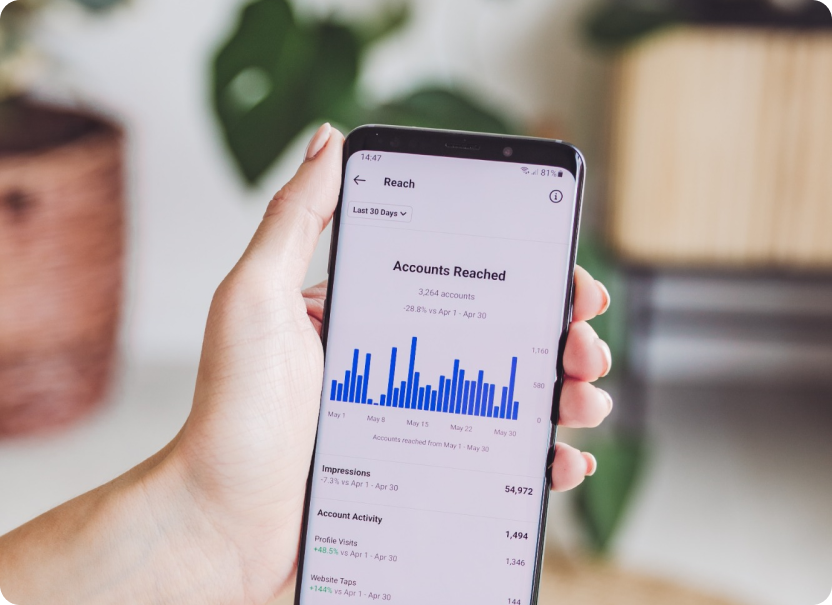 14:47
81%
Reach
Last 30 Days
Accounts Reached
3,264 accounts
-28.8% vs Apr 1 - Apr 30
1,160
580
0
May 1 May 8 May 15 May 22 May 30
Accounts reached from May 1 - May 30
Impressions
54,972
-7.3% vs Apr 1 - Apr 30
Account Activity
1,494
Profile Visits
1,346
+48.5% vs Apr 1 - Apr 30
Website Taps
144
+144% vs Apr 1 - Apr 30